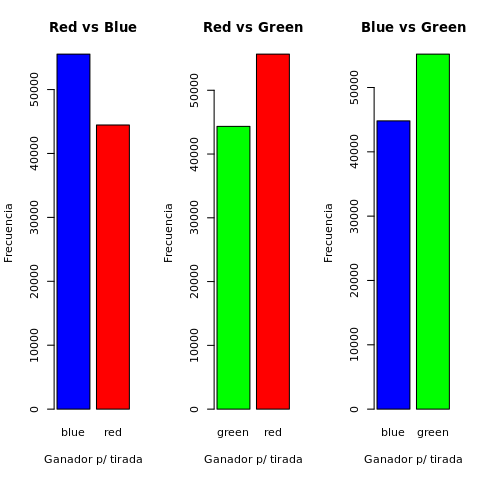 Red vs Blue
Frecuencia
0
10000
20000
30000
40000
50000
blue red
Ganador p/ tirada
Red vs Green
Frecuencia
0
10000
20000
30000
40000
50000
green red
Ganador p/ tirada
Blue vs Green
Frecuencia
0
10000
20000
30000
40000
50000
blue green
Ganador p/ tirada